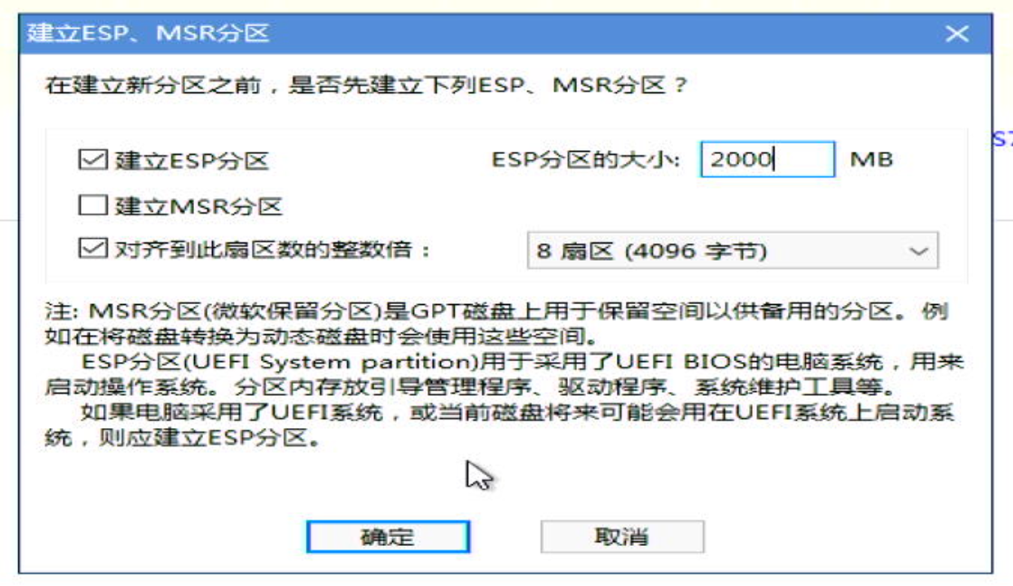 建立ESP、MSR分区
在建立新分区之前，是否先建立下列ESP、MSR分区？
建立ESP分区 ESP分区的大小: 2000 MB
建立MSR分区
对齐到此扇区数的整数倍： 8 扇区 (4096 字节)
注: MSR分区(微软保留分区)是GPT磁盘上用于保留空间以供备用的分区。例
如在将磁盘转换为动态磁盘时会使用这些空间。
ESP分区(UEFI System partition)用于采用了UEFI BIOS的电脑系统，用来
启动操作系统。分区内存放引导管理程序、驱动程序、系统维护工具等。
如果电脑采用了UEFI系统，或当前磁盘将来可能会用在UEFI系统上启动系
统，则应建立ESP分区。
确定 取消